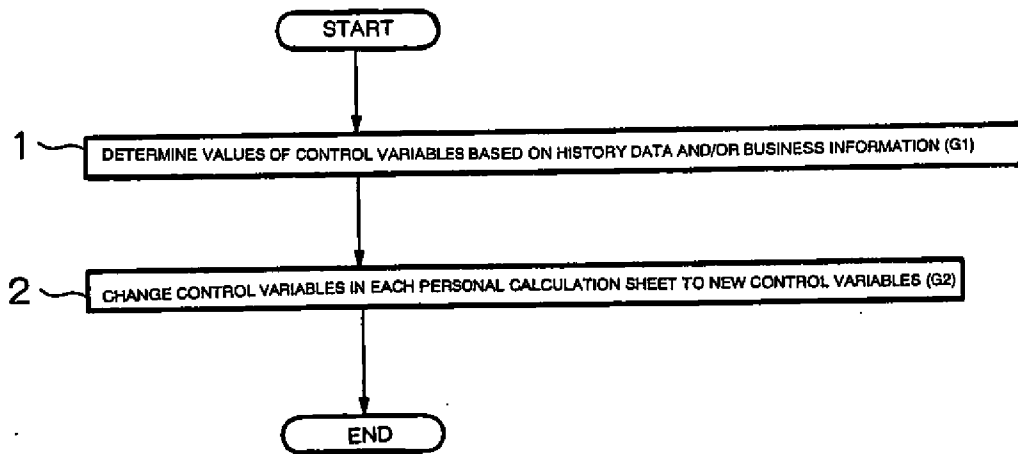 START
1
DETERMINE VALUES OF CONTROL VARIABLES BASED ON HISTORY DATA AND/OR BUSINESS INFORMATION (G1)
2
CHANGE CONTROL VARIABLES IN EACH PERSONAL CALCULATION SHEET TO NEW CONTROL VARIABLES (G2)
END